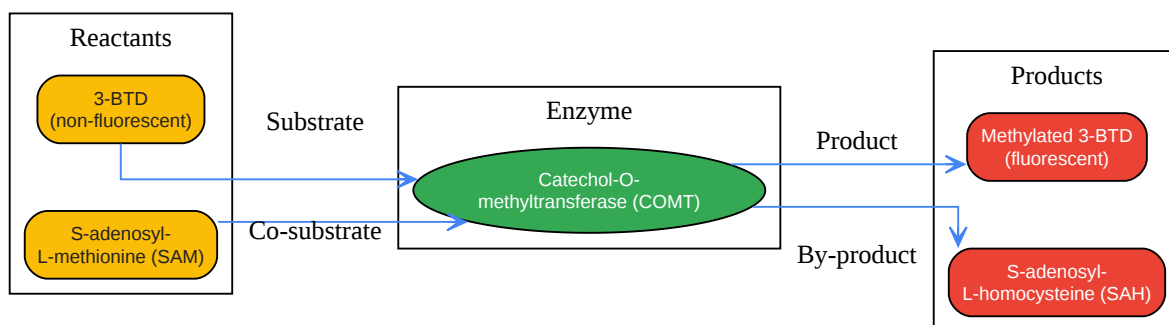 Reactants
3-BTD
(non-fluorescent)
S-adenosyl-
L-methionine (SAM)
Substrate
Co-substrate
Enzyme
Catechol-O-
methyltransferase (COMT)
Product
By-product
Products
Methylated 3-BTD
(fluorescent)
S-adenosyl-
L-homocysteine (SAH)